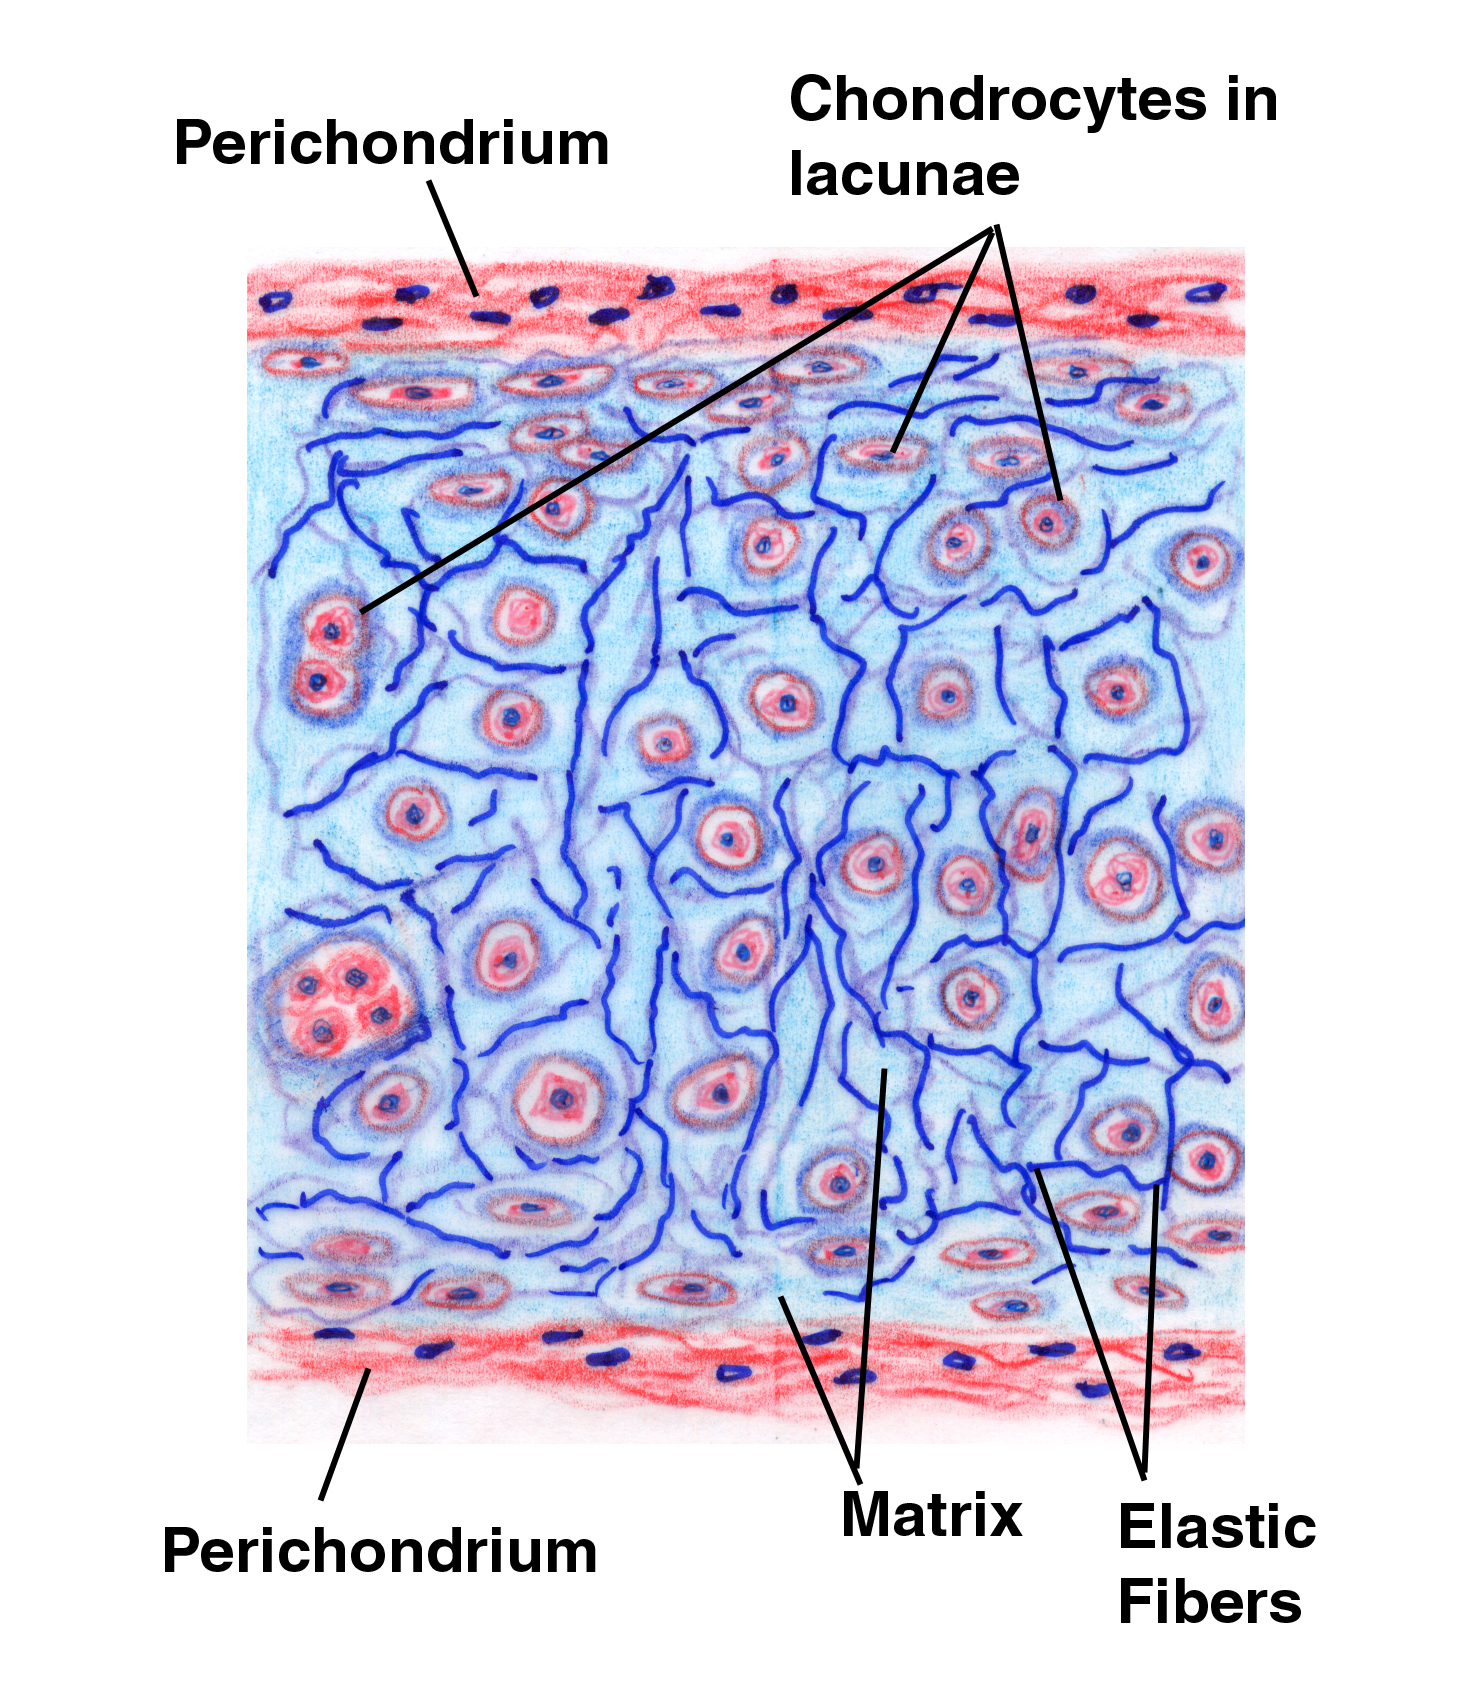 Perichondrium
Chondrocytes in
lacunae
Perichondrium
Matrix
Elastic
Fibers